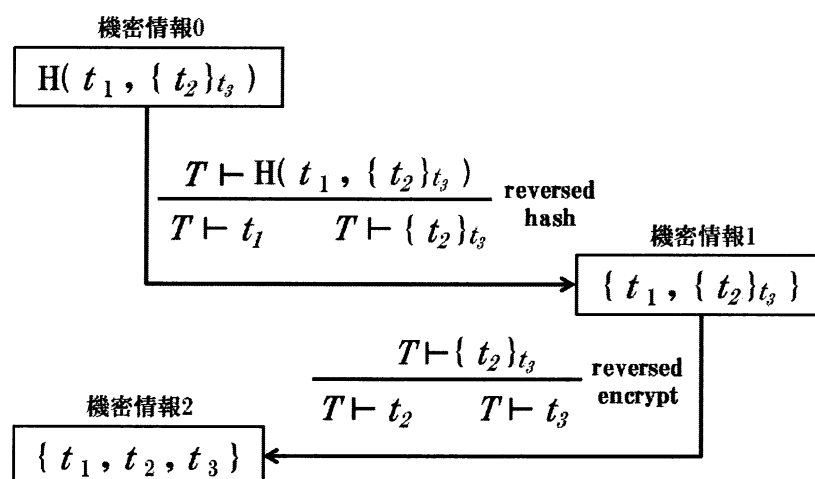 機密情報0
H( t₁ , { t₂ }t₃ )
T ⊢ H( t₁ , { t₂ }t₃ )
T ⊢ t₁ T ⊢ { t₂ }t₃
reversed
hash
機密情報1
{ t₁ , { t₂ }t₃ }
T ⊢ { t₂ }t₃
T ⊢ t₂ T ⊢ t₃
reversed
encrypt
機密情報2
{ t₁ , t₂ , t₃ }